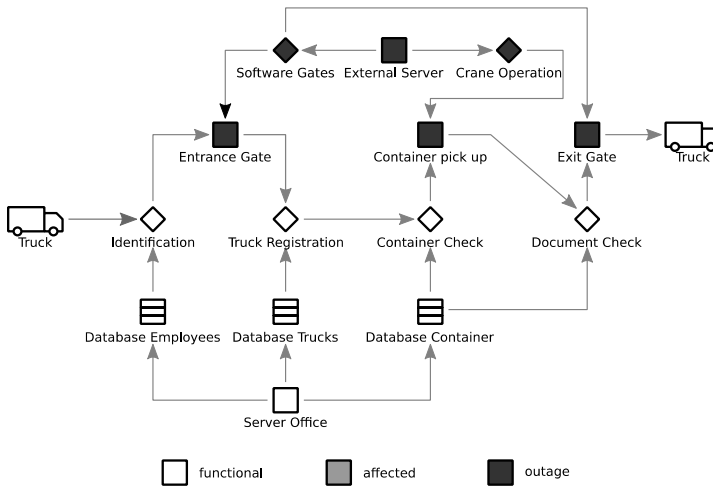 Software Gates
External Server
Crane Operation
Entrance Gate
Container pick up
Exit Gate
Truck
Truck
Identification
Truck Registration
Container Check
Document Check
Database Employees
Database Trucks
Database Container
Server Office
functional
affected
outage